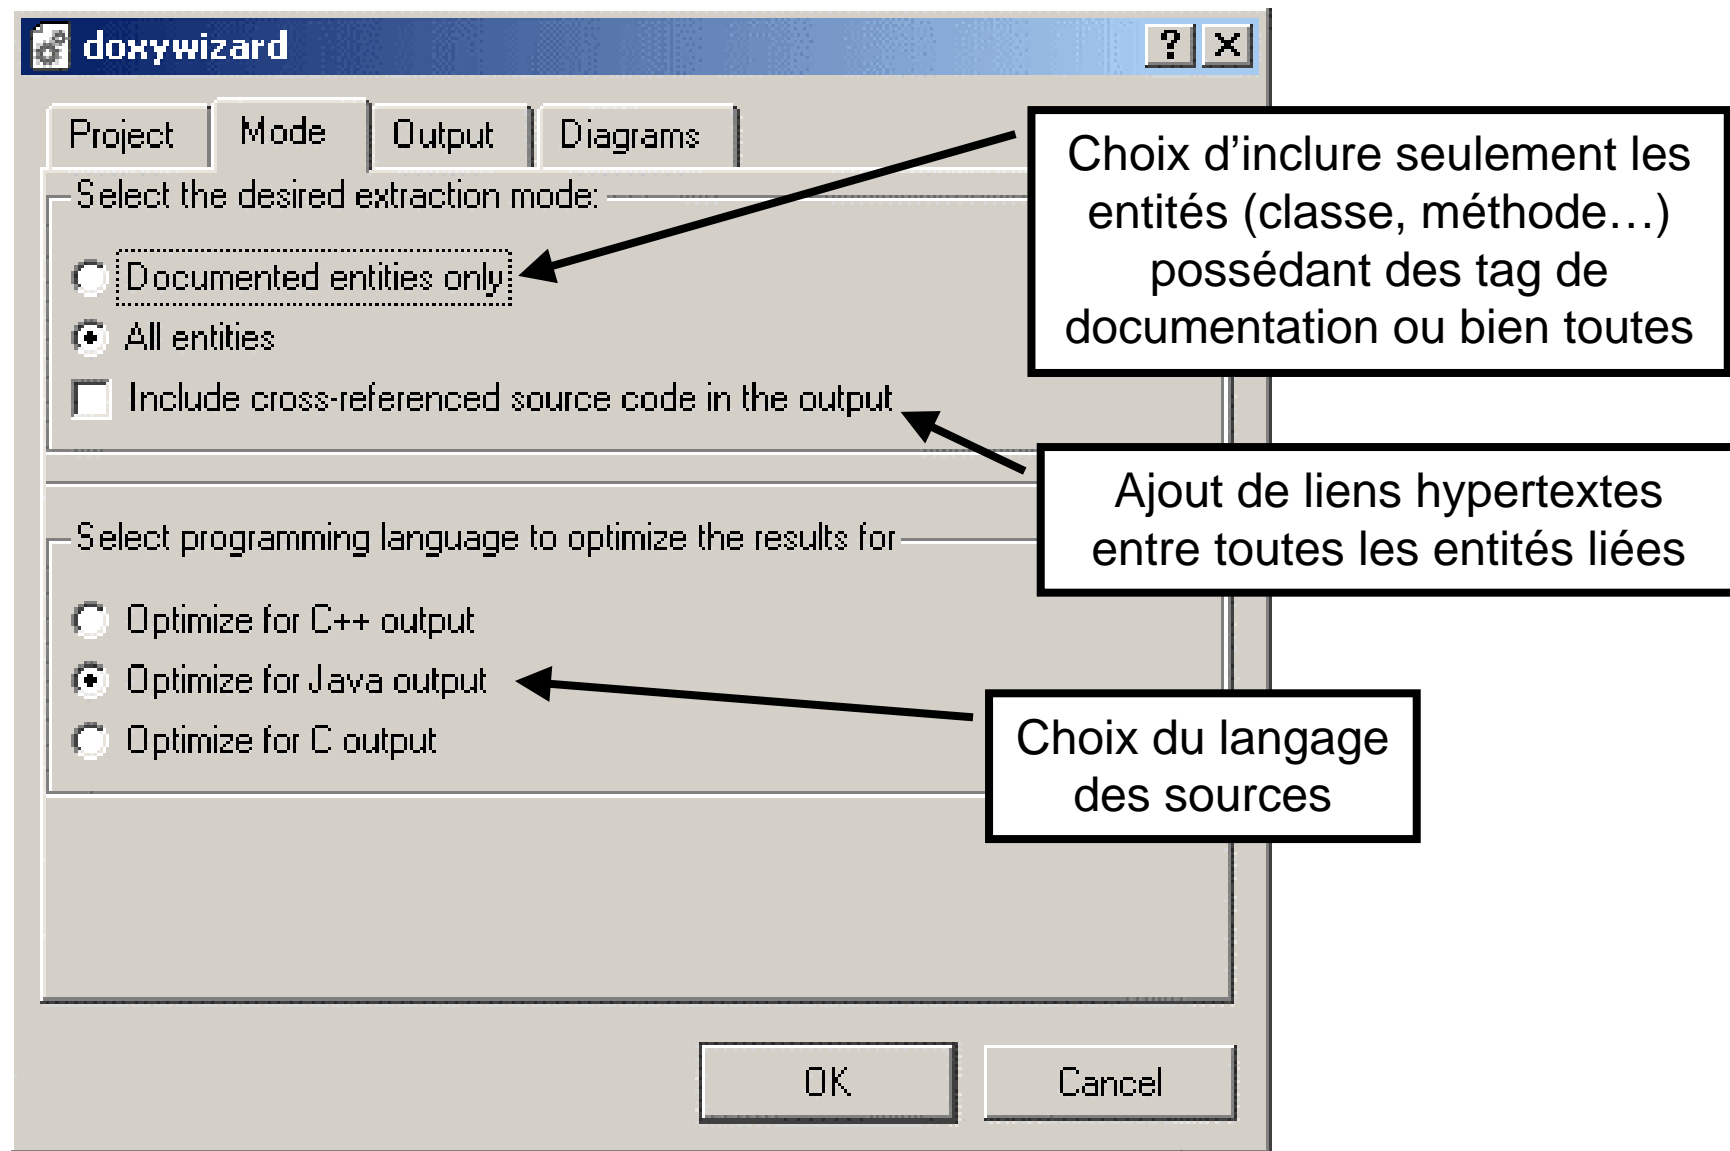 doxywizard
Project Mode Output Diagrams
Select the desired extraction mode:
Documented entities only
All entities
Include cross-referenced source code in the output
Choix d’inclure seulement les
entités (classe, méthode…)
possédant des tag de
documentation ou bien toutes
Ajout de liens hypertextes
entre toutes les entités liées
Select programming language to optimize the results for
Optimize for C++ output
Optimize for Java output
Optimize for C output
Choix du langage
des sources
OK Cancel